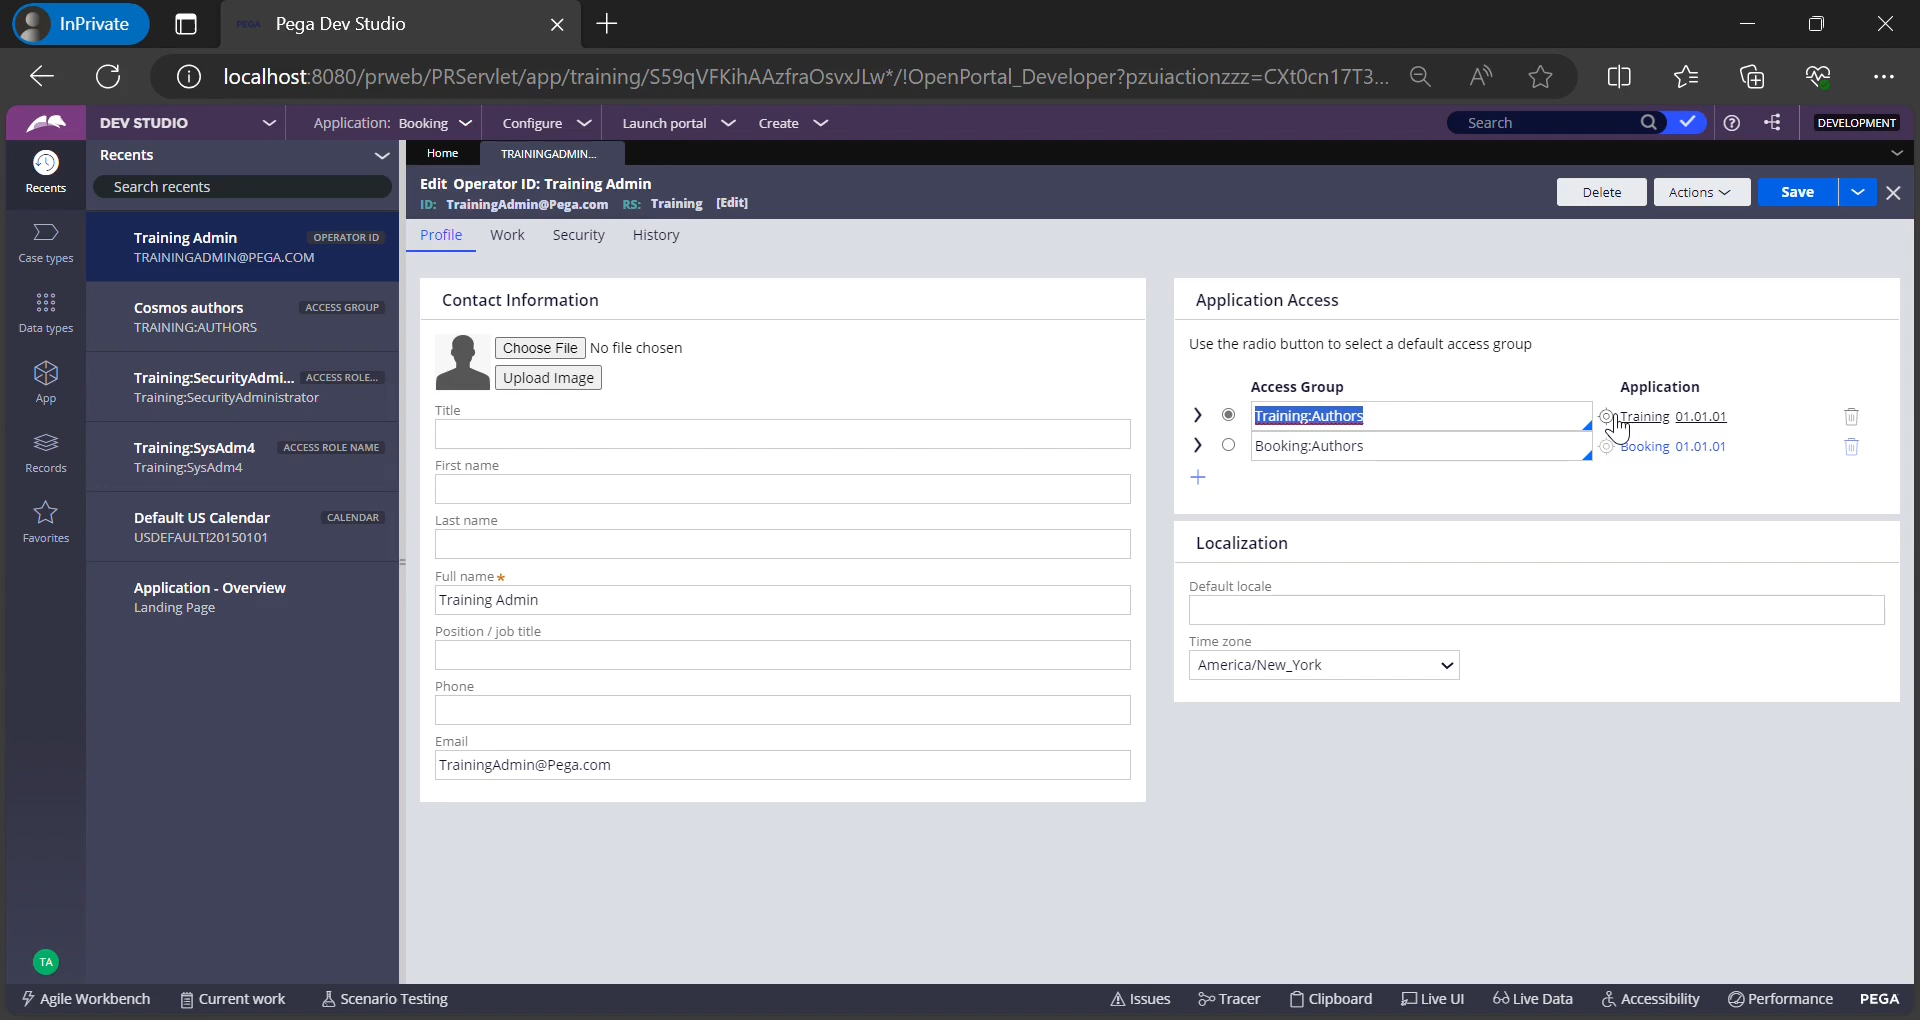 InPrivate
PEGA Pega Dev Studio
localhost:8080/prweb/PRServlet/app/training/S59qVFKihAAzfraOsvxJLw*/!OpenPortal_Developer?pzuiactionzzz=CXt0cn17T3...
DEV STUDIO
Application: Booking
Configure
Launch portal
Create
Search
DEVELOPMENT
Recents
Recents
Search recents
Home
TRAININGADMIN...
Edit Operator ID: Training Admin
ID: TrainingAdmin@Pega.com RS: Training [Edit]
Delete
Actions
Save
Case types
Data types
App
Records
Favorites
TA
Training Admin OPERATOR ID
TRAININGADMIN@PEGA.COM
Cosmos authors ACCESS GROUP
TRAINING:AUTHORS
Training:SecurityAdmi... ACCESS ROLE...
Training:SecurityAdministrator
Training:SysAdm4 ACCESS ROLE NAME
Training:SysAdm4
Default US Calendar CALENDAR
USDEFAULT!20150101
Application - Overview
Landing Page
Profile Work Security History
Contact Information
Choose File No file chosen
Upload Image
Title
First name
Last name
Full name *
Training Admin
Position / job title
Phone
Email
TrainingAdmin@Pega.com
Application Access
Use the radio button to select a default access group
Access Group Application
Training:Authors Training 01.01.01
Booking:Authors Booking 01.01.01
Localization
Default locale
Time zone
America/New_York
Agile Workbench Current work Scenario Testing Issues Tracer Clipboard Live UI Live Data Accessibility Performance PEGA